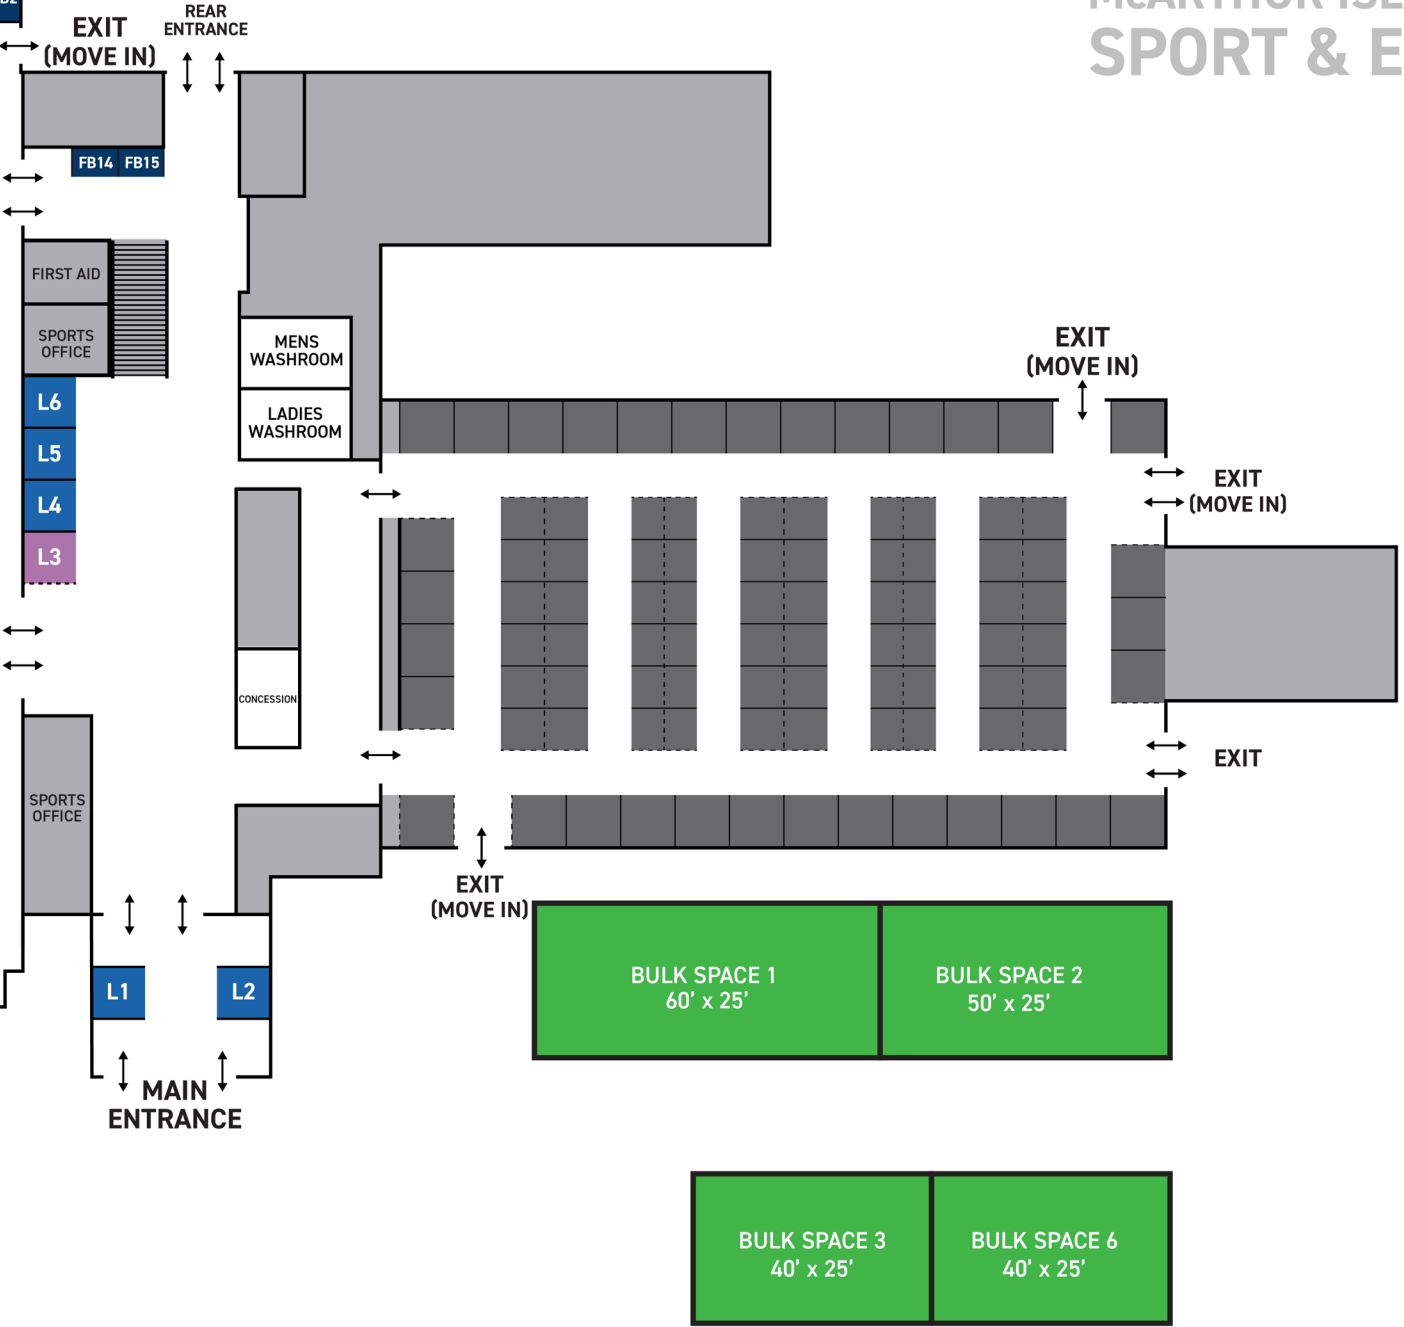 SPORT & E
REAR
ENTRANCE
EXIT
(MOVE IN)
FB14
FB15
FIRST AID
SPORTS
OFFICE
MENS
WASHROOM
LADIES
WASHROOM
L6
L5
L4
L3
EXIT
(MOVE IN)
EXIT
(MOVE IN)
CONCESSION
EXIT
SPORTS
OFFICE
EXIT
(MOVE IN)
L1
L2
BULK SPACE 1
60’ x 25’
BULK SPACE 2
50’ x 25’
MAIN
ENTRANCE
BULK SPACE 3
40’ x 25’
BULK SPACE 6
40’ x 25’